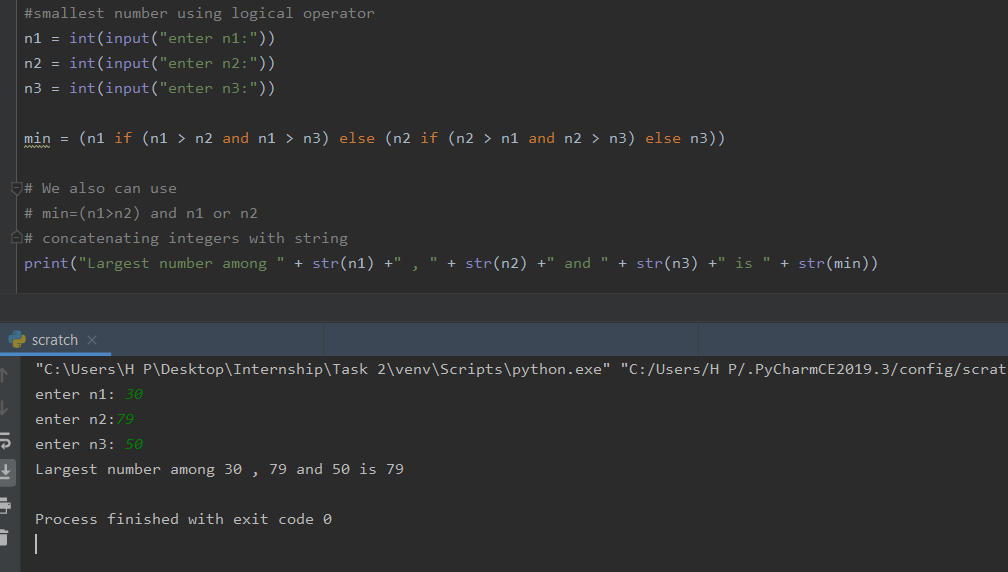 #smallest number using logical operator
n1 = int(input("enter n1:"))
n2 = int(input("enter n2:"))
n3 = int(input("enter n3:"))
min = (n1 if (n1 > n2 and n1 > n3) else (n2 if (n2 > n1 and n2 > n3) else n3))
# We also can use
# min=(n1>n2) and n1 or n2
# concatenating integers with string
print("Largest number among " + str(n1) +" , " + str(n2) +" and " + str(n3) +" is " + str(min))
scratch
"C:\Users\H P\Desktop\Internship\Task 2\venv\Scripts\python.exe" "C:/Users/H P/.PyCharmCE2019.3/config/scrat
enter n1: 30
enter n2:79
enter n3: 50
Largest number among 30 , 79 and 50 is 79
Process finished with exit code 0